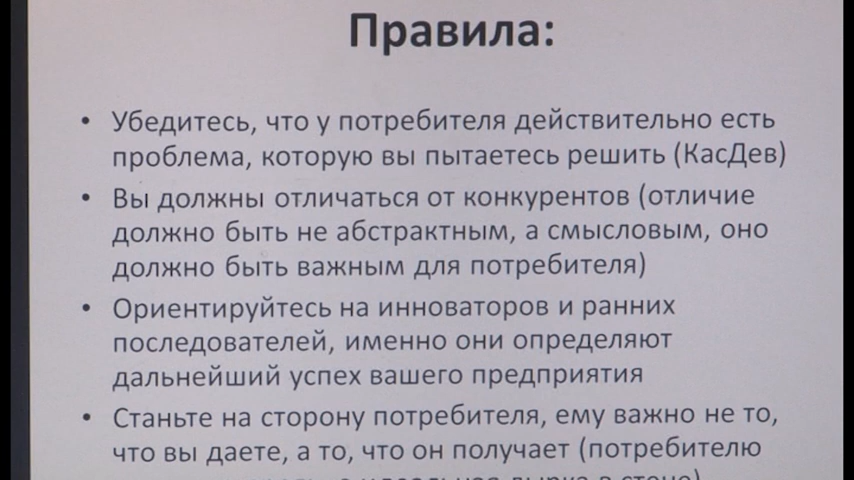 Правила:
• Убедитесь, что у потребителя действительно есть
проблема, которую вы пытаетесь решить (КасДев)
• Вы должны отличаться от конкурентов (отличие
должно быть не абстрактным, а смысловым, оно
должно быть важным для потребителя)
• Ориентируйтесь на инноваторов и ранних
последователей, именно они определяют
дальнейший успех вашего предприятия
• Станьте на сторону потребителя, ему важно не то,
что вы даете, а то, что он получает (потребителю
дырка в стене)